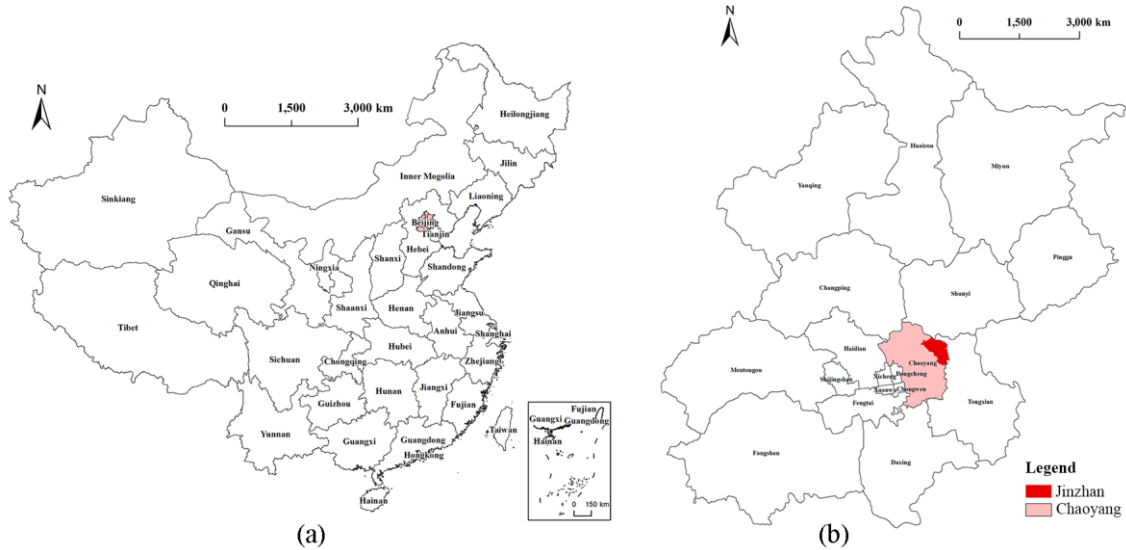 N
0 1,500 3,000 km
Heilongjiang
Jilin
Inner Mogolia
Liaoning
Sinkiang
Beijing
Gansu
Tianjin
Hebei
Ningxia
Shanxi
Shandong
Qinghai
Shaanxi
Henan
Jiangsu
Tibet
Anhui
Shanghai
Hubei
Sichuan
Chongqing
Zhejiang
Hunan
Jiangxi
Guizhou
Fujian
Yunnan
Guangxi
Guangdong
Hongkong
Taiwan
Hainan
Guangxi
Fujian
Guangdong
Hainan
0 150 km
(a)
N
0 1,500 3,000 km
Huairou
Miyun
Yanqing
Pinggu
Changping
Shunyi
Haidian
Chaoyang
Mentougou
Shijingshan
Xicheng
Dongcheng
Xuanwu
Chongwen
Fengtai
Tongxian
Fangshan
Daxing
Legend
Jinzhan
Chaoyang
(b)